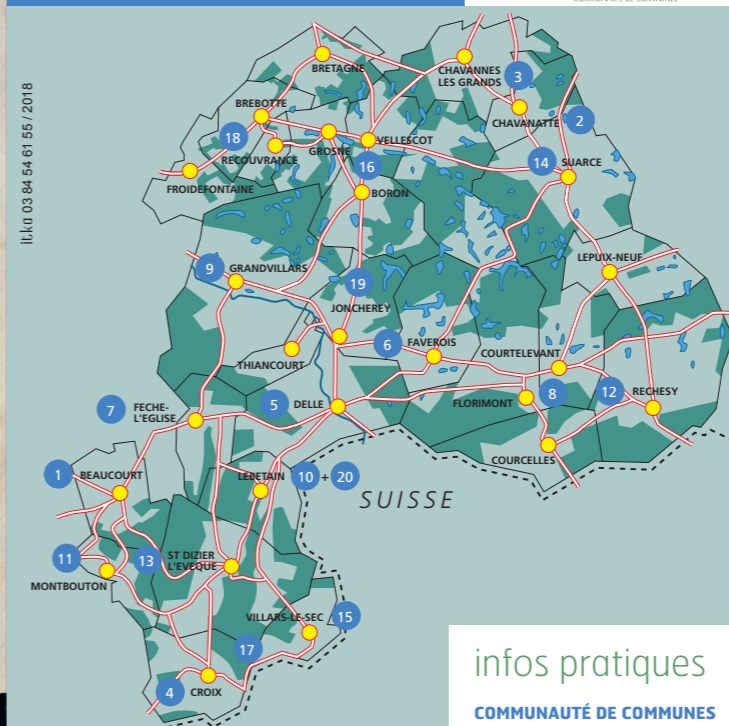 it.ka 03 84 54 61 55 / 2018
BRETAGNE
CHAVANNES
LES GRANDS
3
BREBOTTE
CHAVANATTE
2
18
RECOUVRANCE
GROSNE
VELLESCOT
16
14
SUARCE
FROIDEFONTAINE
BORON
9
GRANDVILLARS
LEPUIX-NEUF
19
JONCHEREY
6
FAVEROIS
THIANCOURT
COURTELEVANT
7
FECHE-
L'EGLISE
5
DELLE
FLORIMONT
8
12
RECHESY
COURCELLES
1
BEAUCOURT
LEBETAIN
10 + 20
SUISSE
11
13
ST DIZIER
L'EVEQUE
MONTBOUTON
VILLARS-LE-SEC
15
17
4
CROIX
infos pratiques
COMMUNAUTÉ DE COMMUNES